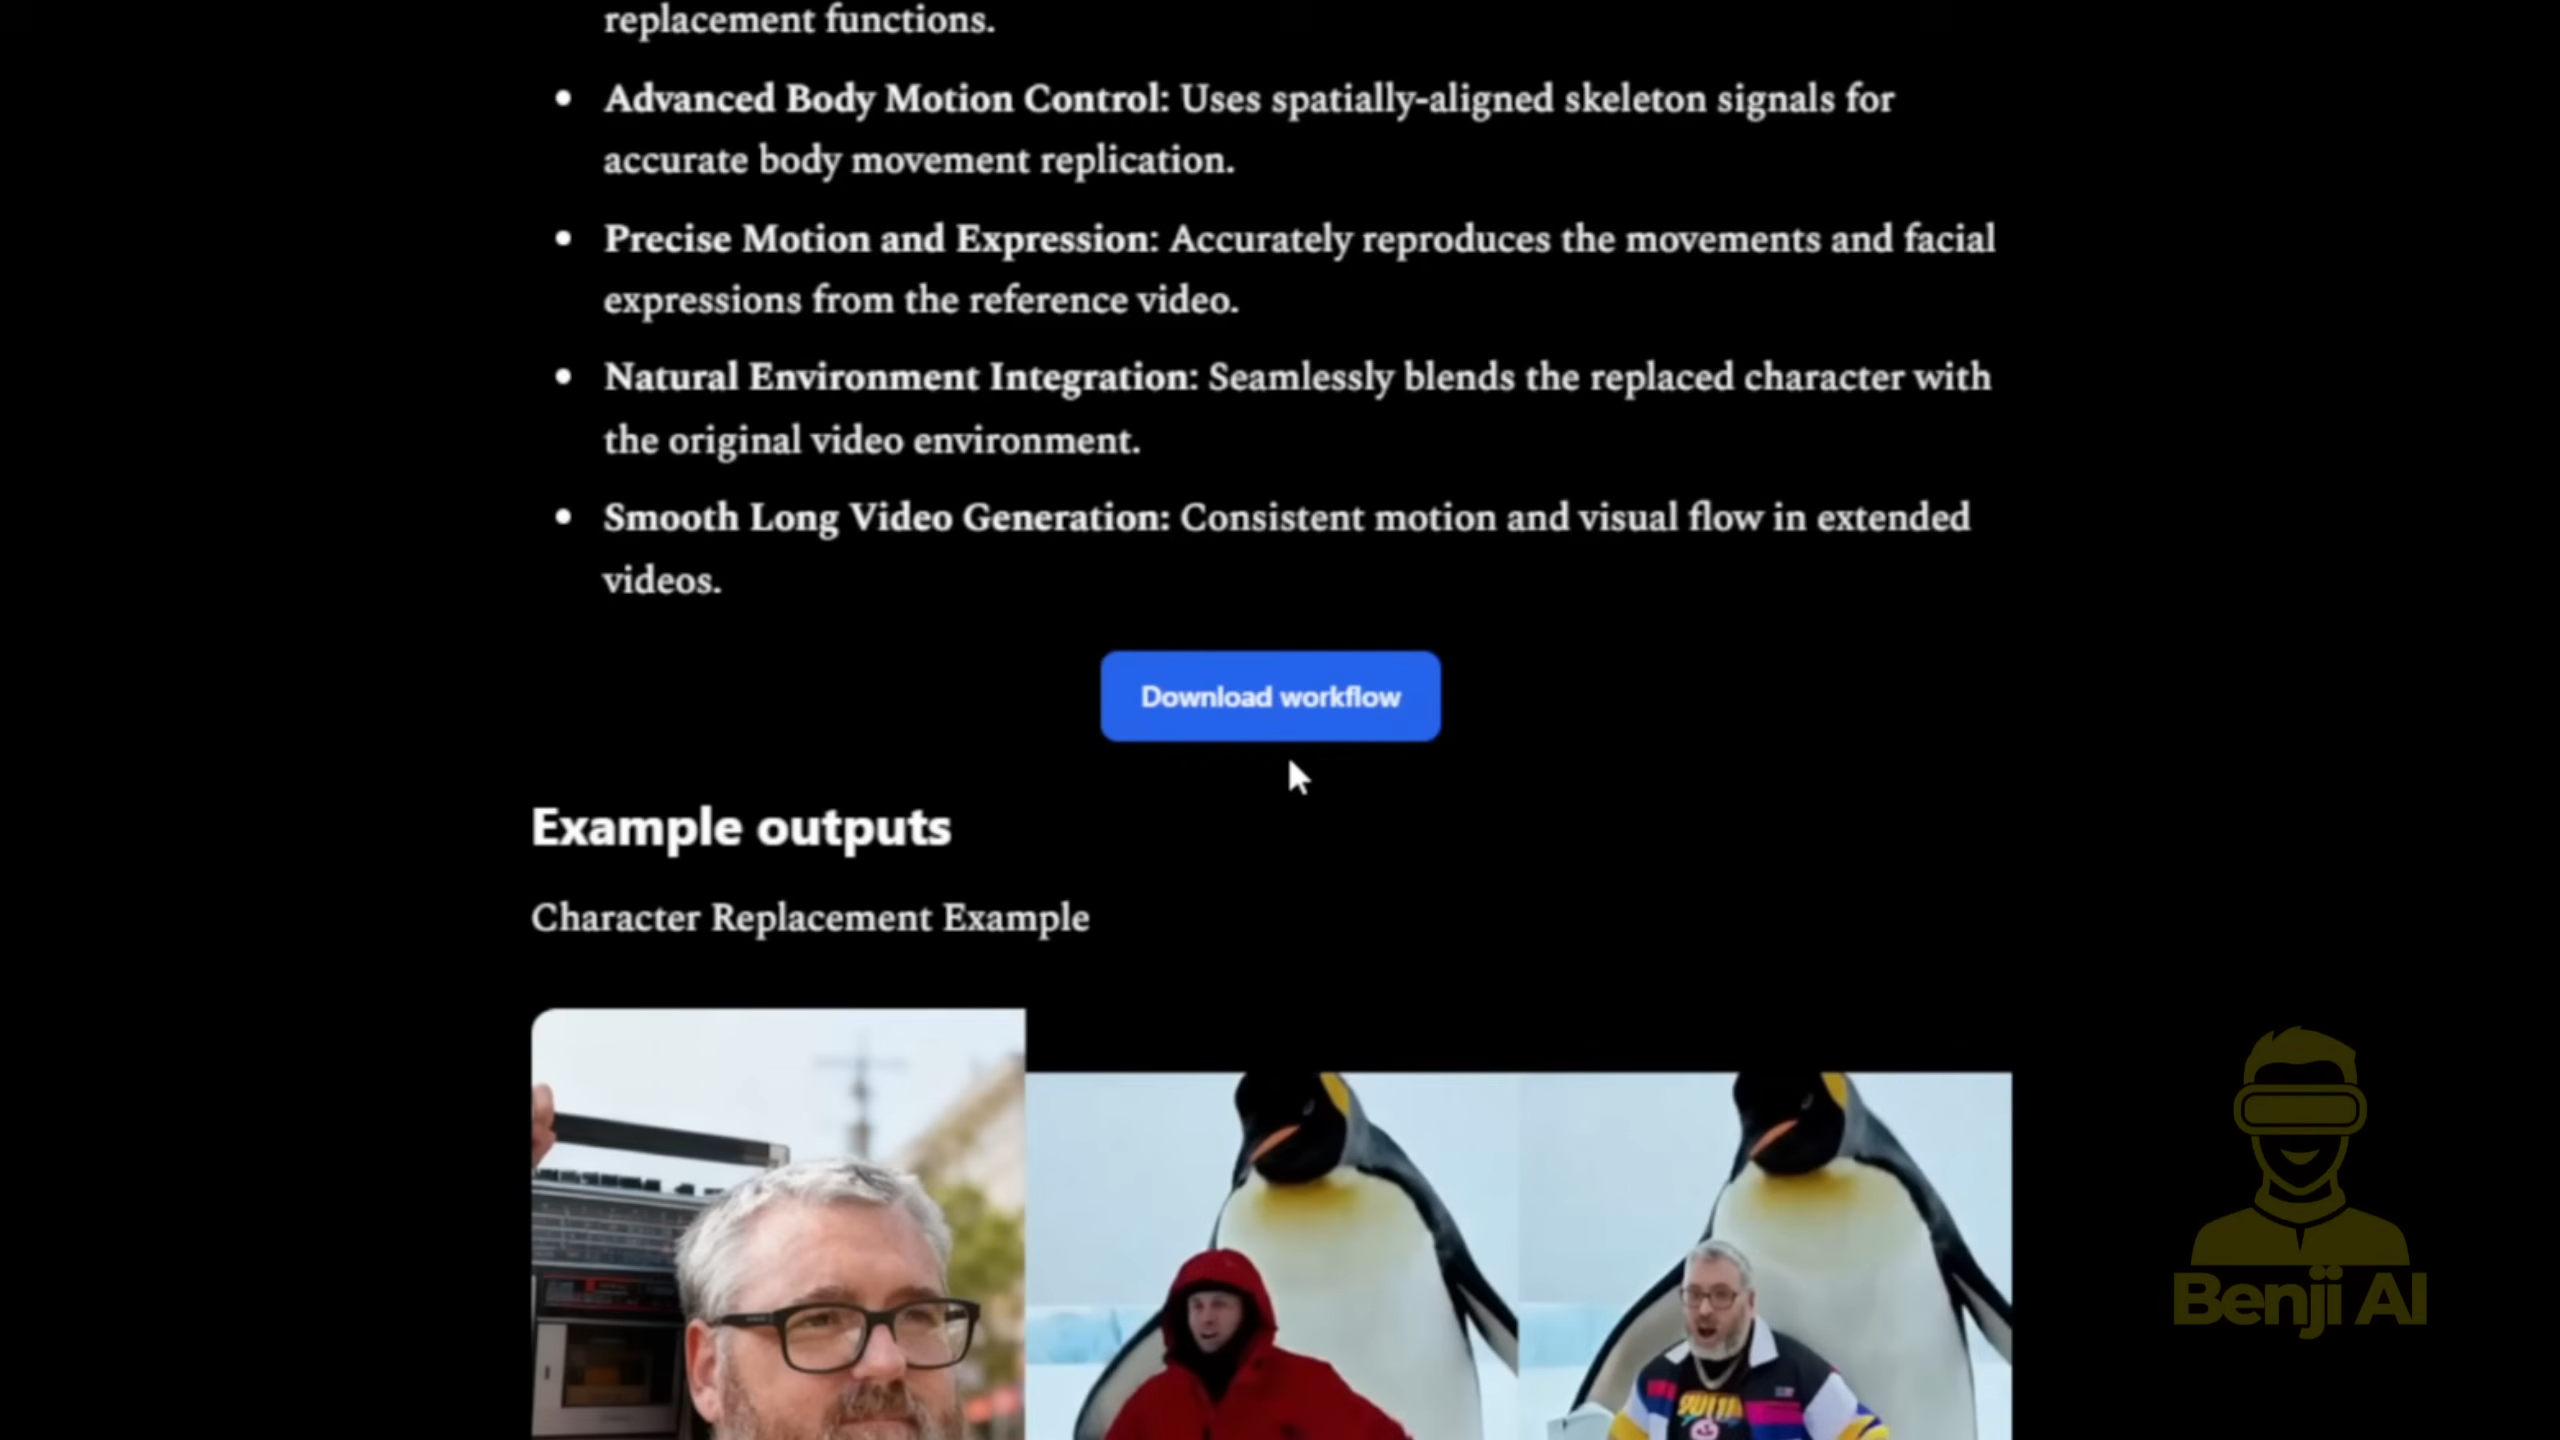 replacement functions.
Advanced Body Motion Control: Uses spatially-aligned skeleton signals for
accurate body movement replication.
Precise Motion and Expression: Accurately reproduces the movements and facial
expressions from the reference video.
Natural Environment Integration: Seamlessly blends the replaced character with
the original video environment.
Smooth Long Video Generation: Consistent motion and visual flow in extended
videos.
Download workflow
Example outputs
Character Replacement Example
Benji AI